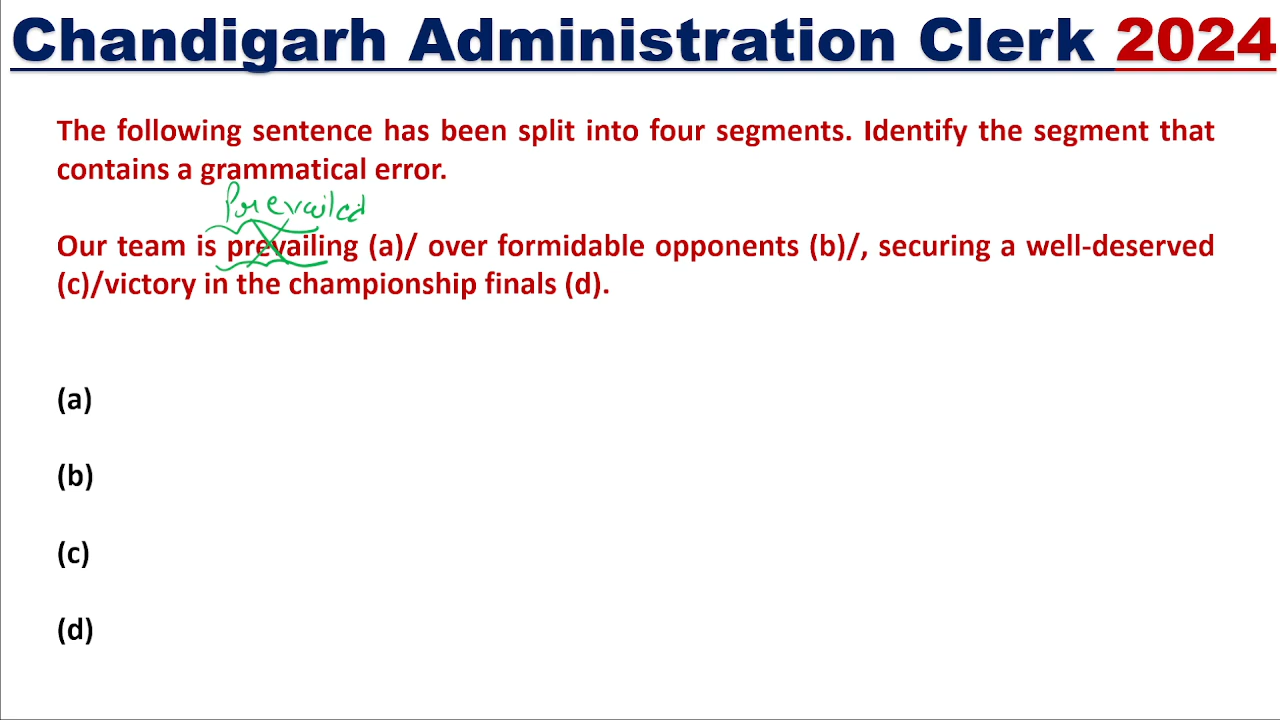 Chandigarh Administration Clerk 2024
The following sentence has been split into four segments. Identify the segment that
contains a grammatical error.
Prevailed
Our team is prevailing (a)/ over formidable opponents (b)/, securing a well-deserved
(c)/victory in the championship finals (d).
(a)
(b)
(c)
(d)